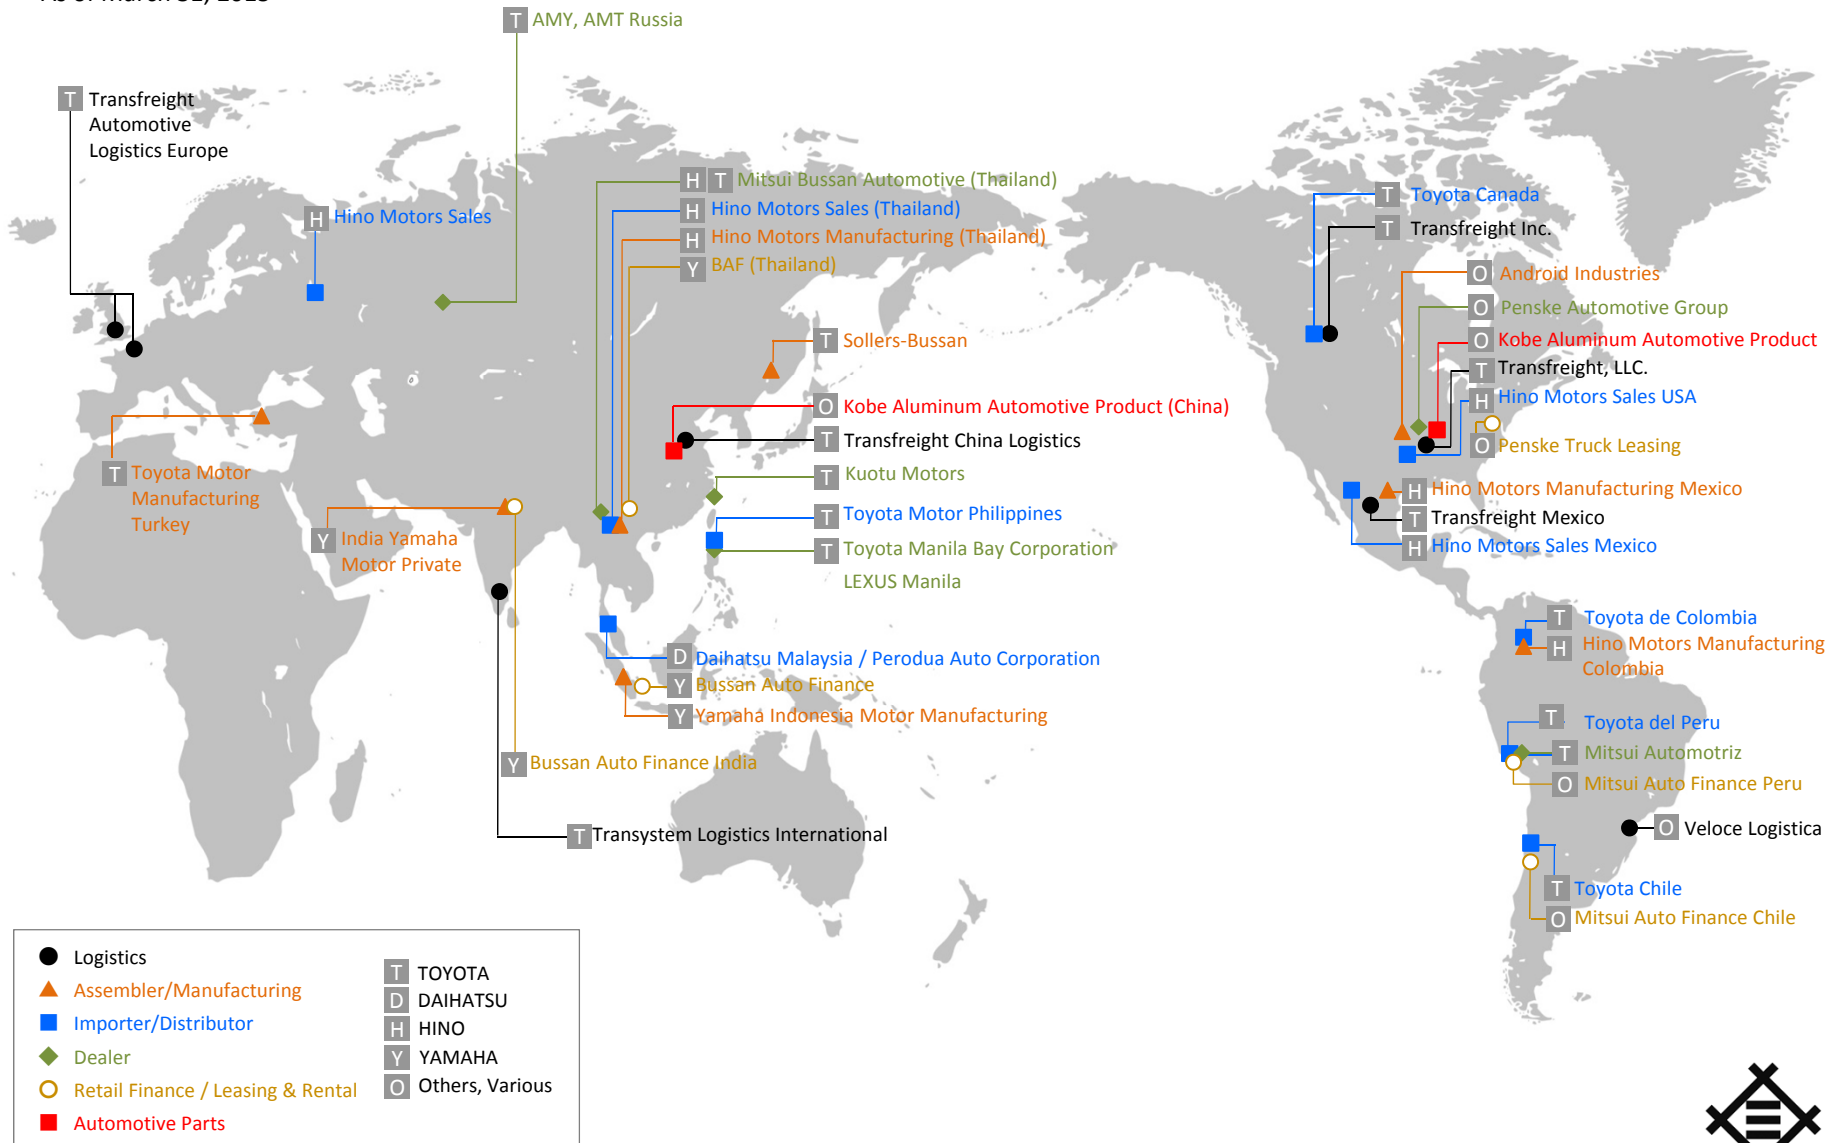 T AMY, AMT Russia
T Transfreight
Automotive
Logistics Europe
H Hino Motors Sales
H T Mitsui Bussan Automotive (Thailand)
H Hino Motors Sales (Thailand)
H Hino Motors Manufacturing (Thailand)
Y BAF (Thailand)
T Sollers-Bussan
O Kobe Aluminum Automotive Product (China)
T Transfreight China Logistics
T Kuotu Motors
T Toyota Motor Philippines
T Toyota Manila Bay Corporation
LEXUS Manila
T Toyota Motor
Manufacturing
Turkey
Y India Yamaha
Motor Private
D Daihatsu Malaysia / Perodua Auto Corporation
Y Bussan Auto Finance
Y Yamaha Indonesia Motor Manufacturing
Y Bussan Auto Finance India
T Transystem Logistics International
T Toyota Canada
T Transfreight Inc.
O Android Industries
O Penske Automotive Group
O Kobe Aluminum Automotive Product
T Transfreight, LLC.
H Hino Motors Sales USA
O Penske Truck Leasing
H Hino Motors Manufacturing Mexico
T Transfreight Mexico
H Hino Motors Sales Mexico
T Toyota de Colombia
H Hino Motors Manufacturing
Colombia
T Toyota del Peru
T Mitsui Automotriz
O Mitsui Auto Finance Peru
O Veloce Logistica
T Toyota Chile
O Mitsui Auto Finance Chile
Logistics
Assembler/Manufacturing
Importer/Distributor
Dealer
Retail Finance / Leasing & Rental
Automotive Parts
T TOYOTA
D DAIHATSU
H HINO
Y YAMAHA
O Others, Various